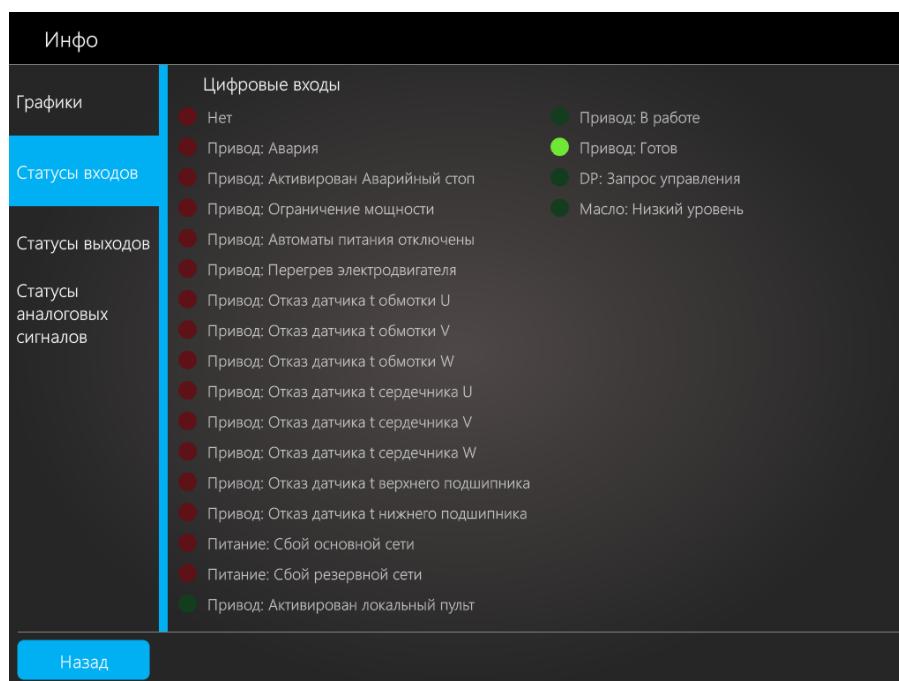 Инфо
Графики
Статусы входов
Статусы выходов
Статусы
аналоговых
сигналов
Цифровые входы
Нет
Привод: Авария
Привод: Активирован Аварийный стоп
Привод: Ограничение мощности
Привод: Автоматы питания отключены
Привод: Перегрев электродвигателя
Привод: Отказ датчика t обмотки U
Привод: Отказ датчика t обмотки V
Привод: Отказ датчика t обмотки W
Привод: Отказ датчика t сердечника U
Привод: Отказ датчика t сердечника V
Привод: Отказ датчика t сердечника W
Привод: Отказ датчика t верхнего подшипника
Привод: Отказ датчика t нижнего подшипника
Питание: Сбой основной сети
Питание: Сбой резервной сети
Привод: Активирован локальный пульт
Привод: В работе
Привод: Готов
DP: Запрос управления
Масло: Низкий уровень
Назад